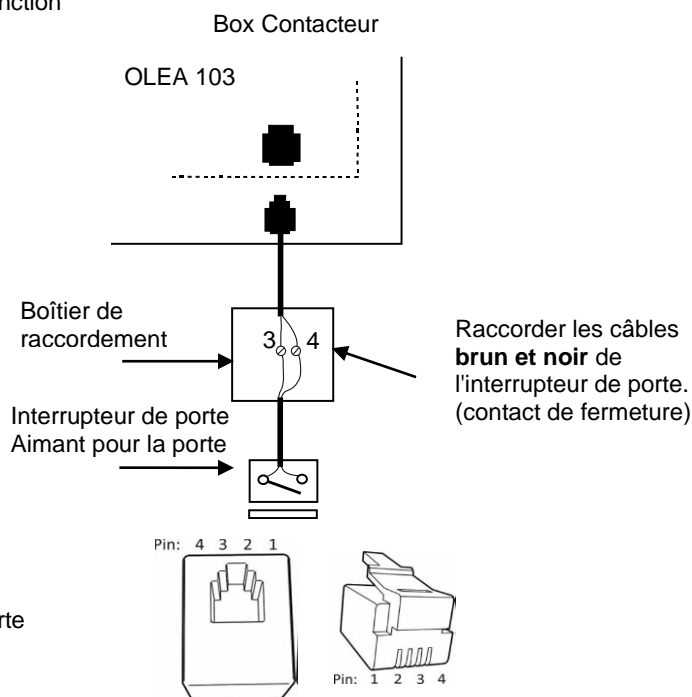 nction
Box Contacteur
OLEA 103
Boîtier de
raccordement
3 4
Raccorder les câbles
brun et noir de
l'interrupteur de porte.
(contact de fermeture)
Interrupteur de porte
Aimant pour la porte
Pin: 4 3 2 1
rte
Pin: 1 2 3 4